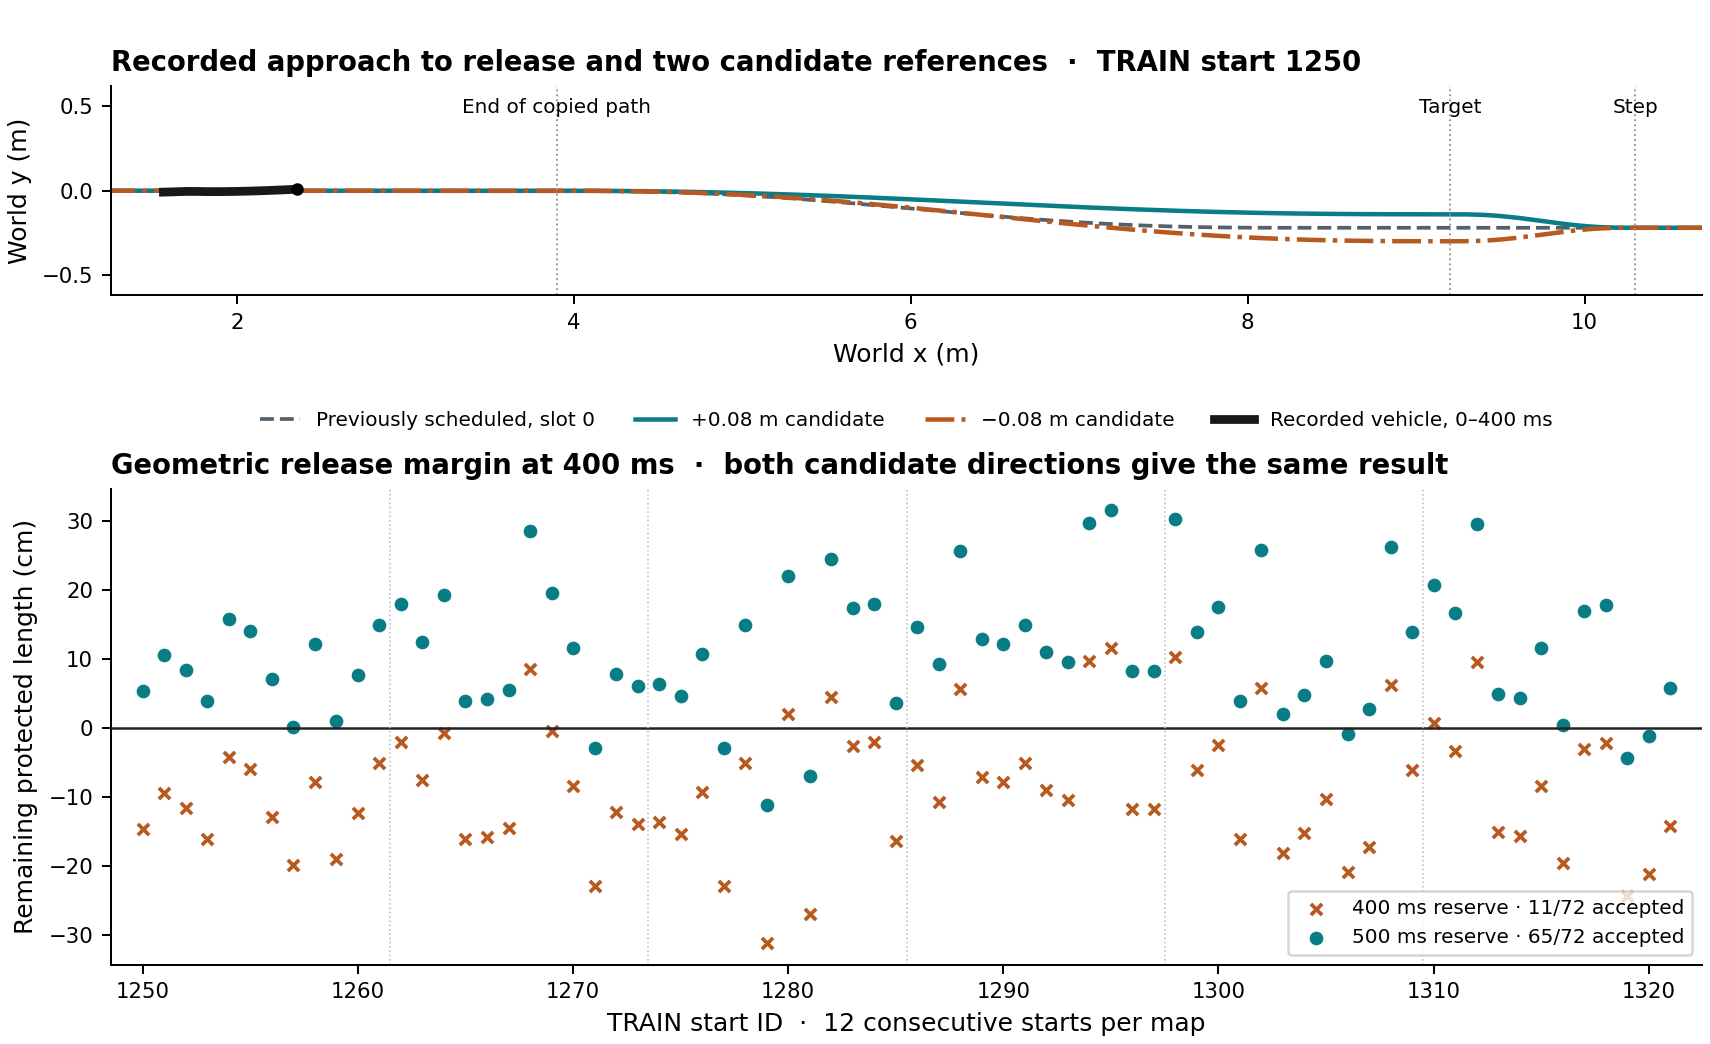 Recorded approach to release and two candidate references · TRAIN start 1250
End of copied path
Target
Step
World y (m)
0.5
0.0
−0.5
2
4
6
8
10
World x (m)
Previously scheduled, slot 0
+0.08 m candidate
−0.08 m candidate
Recorded vehicle, 0–400 ms
Geometric release margin at 400 ms · both candidate directions give the same result
Remaining protected length (cm)
30
20
10
0
−10
−20
−30
400 ms reserve · 11/72 accepted
500 ms reserve · 65/72 accepted
1250
1260
1270
1280
1290
1300
1310
1320
TRAIN start ID · 12 consecutive starts per map